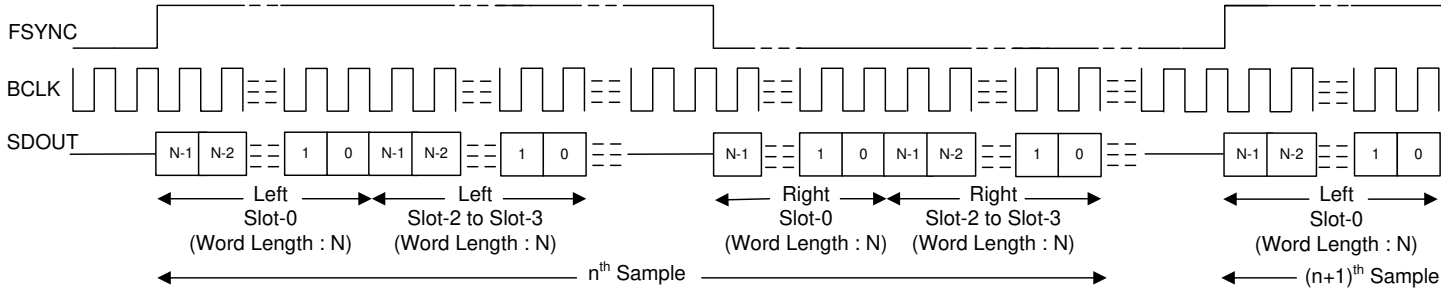 FSYNC
BCLK
SDOUT
N-1 N-2 1 0 N-1 N-2 1 0 N-1 1 0 N-1 N-2 1 0 N-1 N-2 1 0
Left Left Right Right Left
Slot-0 Slot-2 to Slot-3 Slot-0 Slot-2 to Slot-3 Slot-0
(Word Length : N) (Word Length : N) (Word Length : N) (Word Length : N) (Word Length : N)
nth Sample (n+1)th Sample